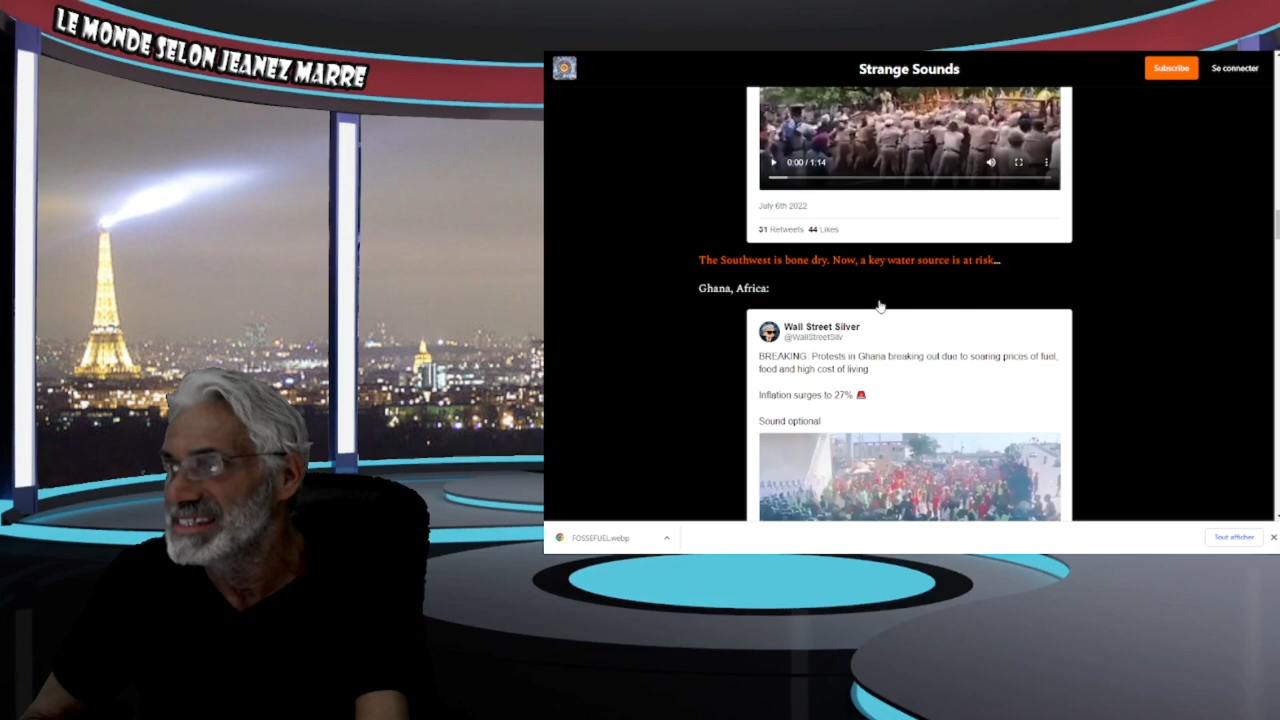 LE MONDE SELON JEANEZ MARRE
Strange Sounds
Subscribe
Se connecter
0:00 / 1:14
July 6th 2022
31 Retweets 44 Likes
The Southwest is bone dry. Now, a key water source is at risk...
Ghana, Africa:
Wall Street Silver
@WallStreetSilv
BREAKING: Protests in Ghana breaking out due to soaring prices of fuel,
food and high cost of living.
Inflation surges to 27% 🚨
Sound optional
FOSSEFUEL.webp
Tout afficher